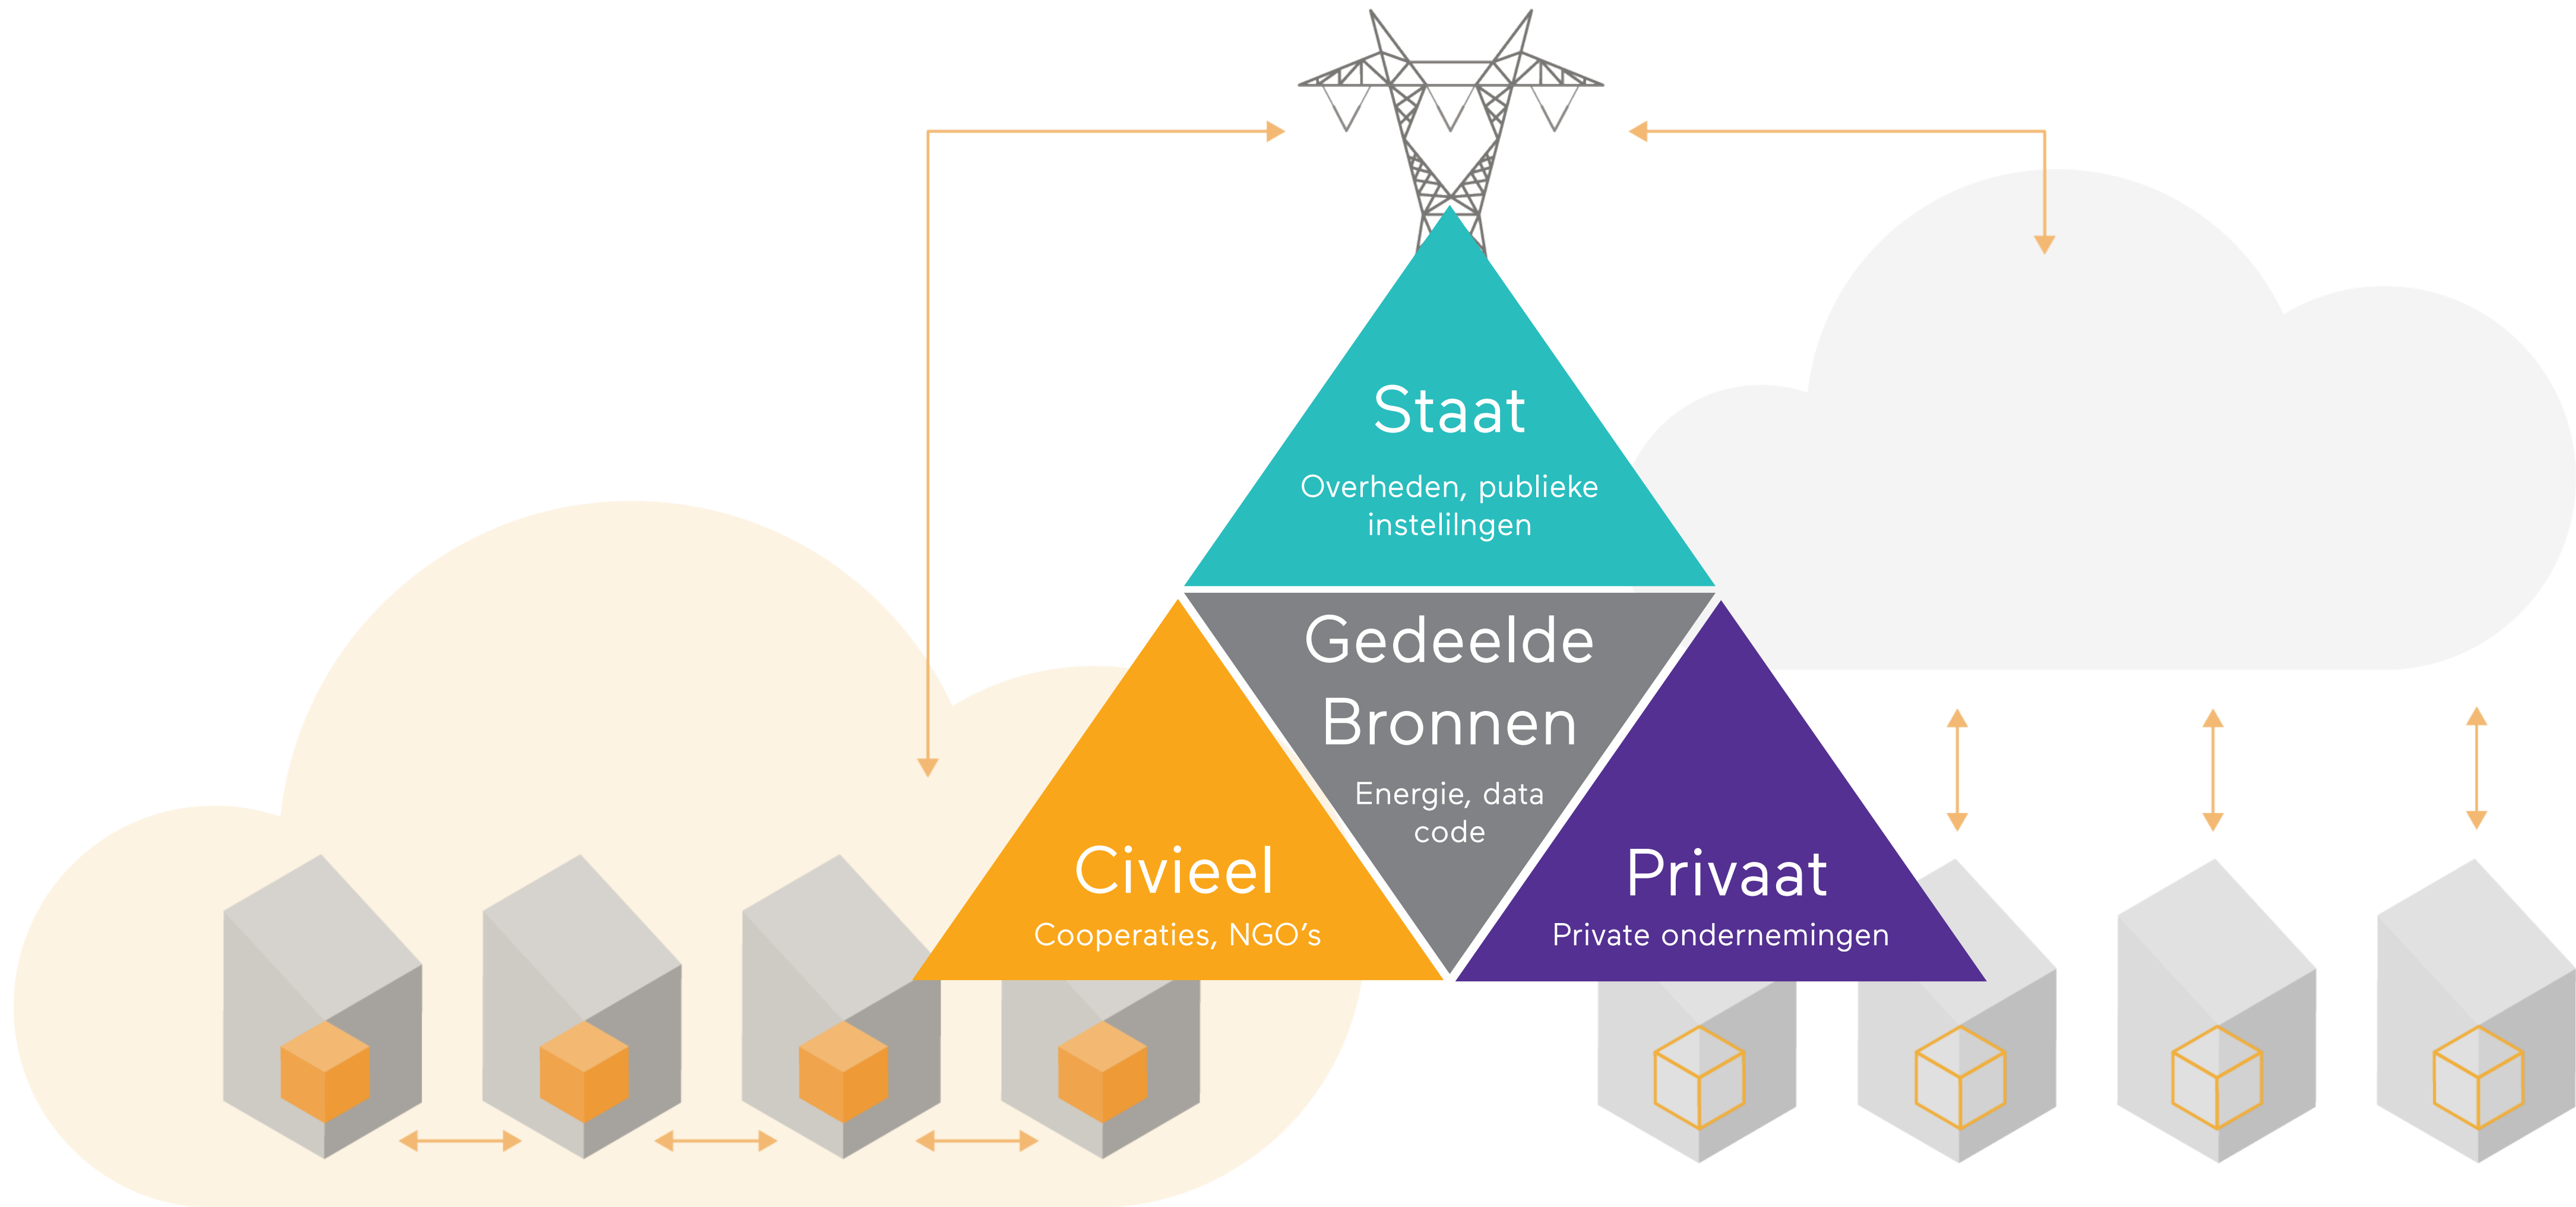 Staat
Overheden, publieke
instelilngen
Gedeelde
Bronnen
Energie, data
code
Civieel
Cooperaties, NGO's
Privaat
Private ondernemingen